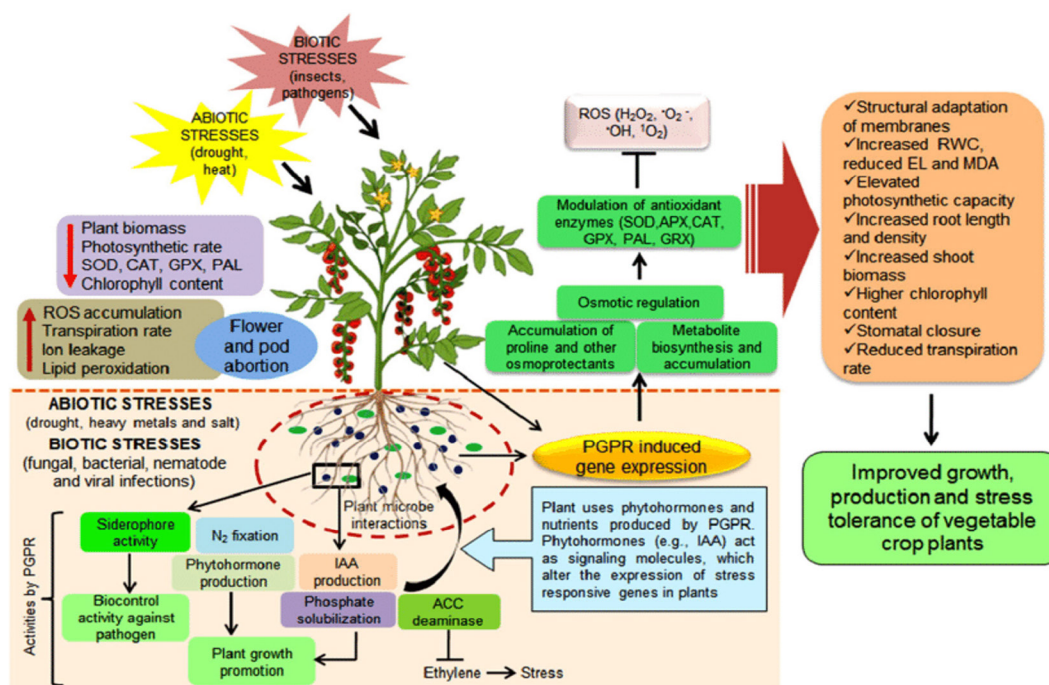 BIOTIC
STRESSES
(insects,
pathogens)
ABIOTIC
STRESSES
(drought,
heat)
Plant biomass
Photosynthetic rate
SOD, CAT, GPX, PAL
Chlorophyll content
ROS accumulation
Transpiration rate
Ion leakage
Lipid peroxidation
Flower
and pod
abortion
ROS (H₂O₂, •O₂⁻,
•OH, ¹O₂)
Modulation of antioxidant
enzymes (SOD,APX,CAT,
GPX, PAL, GRX)
Osmotic regulation
Accumulation of
proline and other
osmoprotectants
Metabolite
biosynthesis and
accumulation
✓Structural adaptation
of membranes
✓Increased RWC,
reduced EL and MDA
✓Elevated
photosynthetic capacity
✓Increased root length
and density
✓Increased shoot
biomass
✓Higher chlorophyll
content
✓Stomatal closure
✓Reduced transpiration
rate
Improved growth,
production and stress
tolerance of vegetable
crop plants
ABIOTIC STRESSES
(drought, heavy metals and salt)
BIOTIC STRESSES
(fungal, bacterial, nematode
and viral infections)
Plant microbe
interactions
PGPR induced
gene expression
Plant uses phytohormones and
nutrients produced by PGPR.
Phytohormones (e.g., IAA) act
as signaling molecules, which
alter the expression of stress
responsive genes in plants
Activities by PGPR
Siderophore
activity
N₂ fixation
Phytohormone
production
IAA
production
Biocontrol
activity against
pathogen
Phosphate
solubilization
ACC
deaminase
Plant growth
promotion
Ethylene
Stress